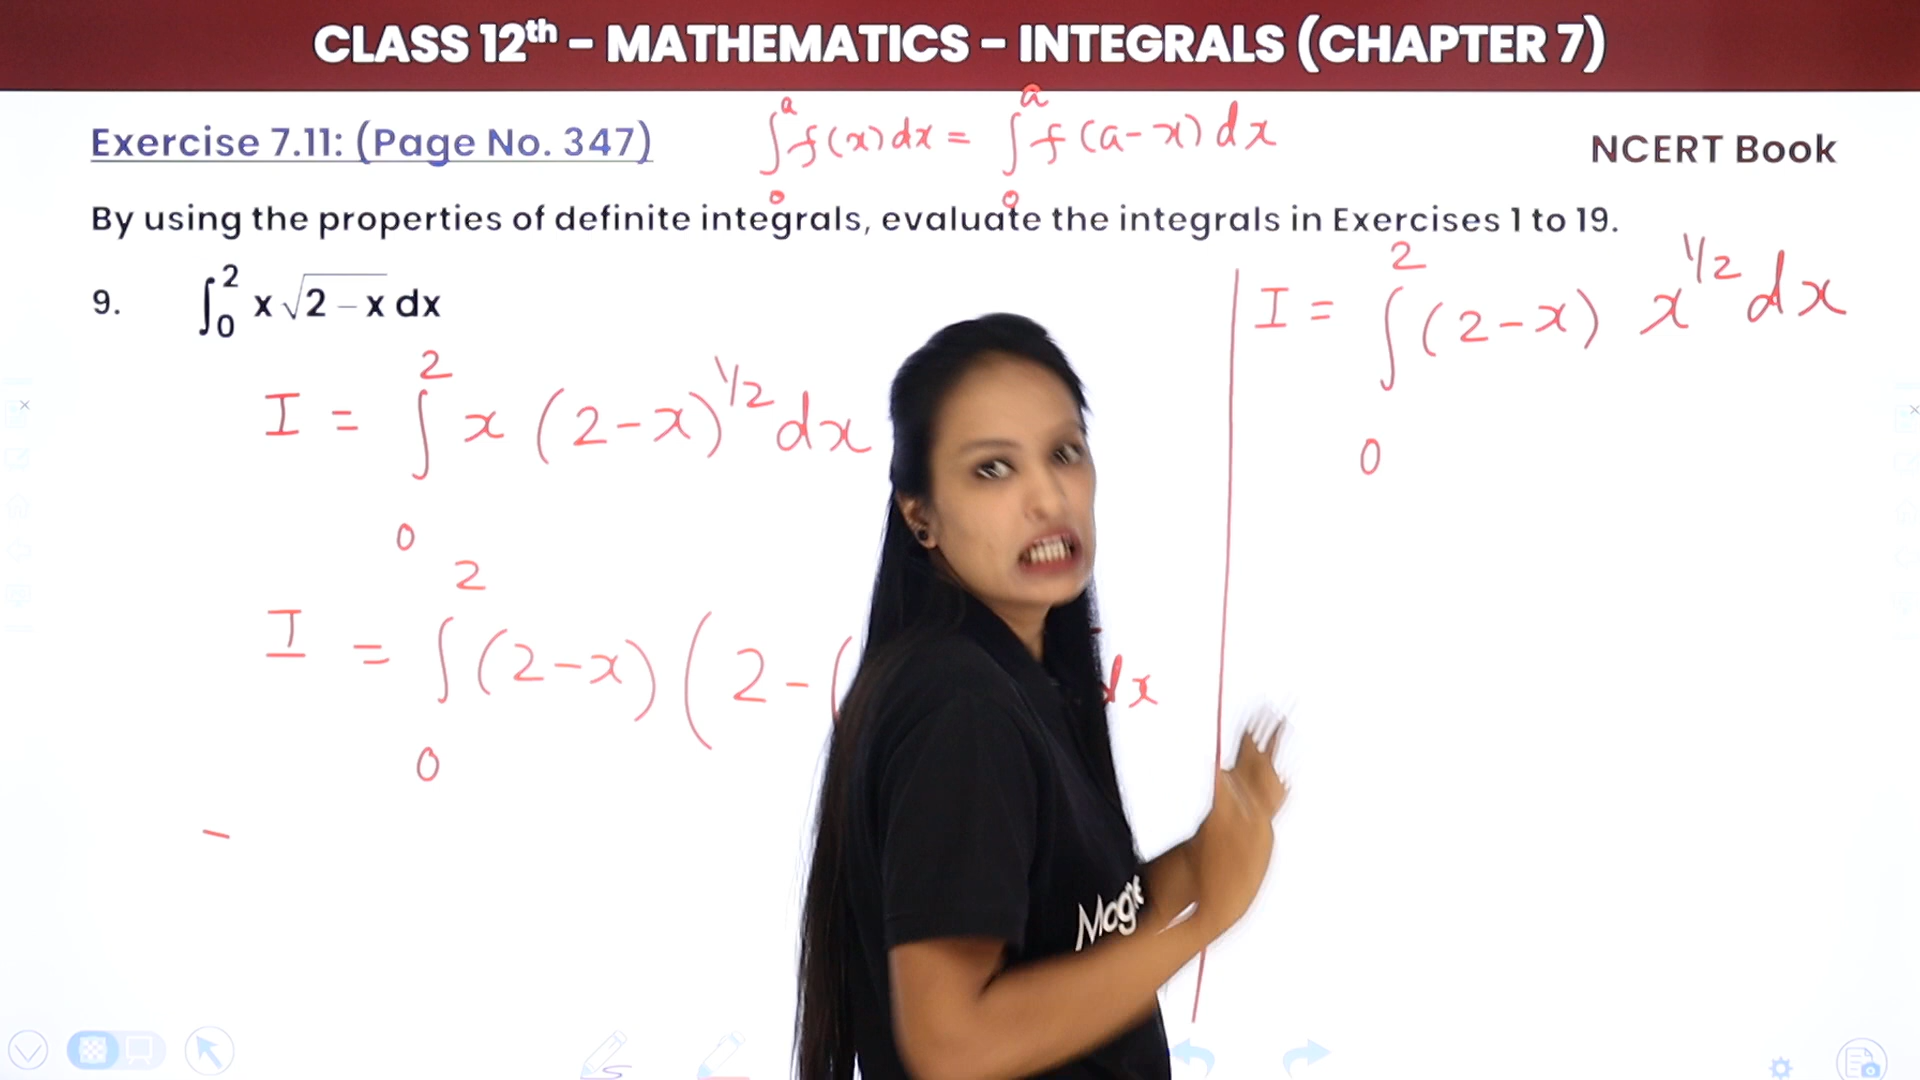 CLASS 12th - MATHEMATICS - INTEGRALS (CHAPTER 7)
Exercise 7.11: (Page No. 347)
∫₀ᵃ f(x) dx = ∫₀ᵃ f(a-x) dx
NCERT Book
By using the properties of definite integrals, evaluate the integrals in Exercises 1 to 19.
9. ∫₀² x √(2 – x) dx
I = ∫₀² x (2-x)^1/2 dx
I = ∫₀² (2-x) (2-( dx
-
I = ∫₀² (2-x) x^1/2 dx